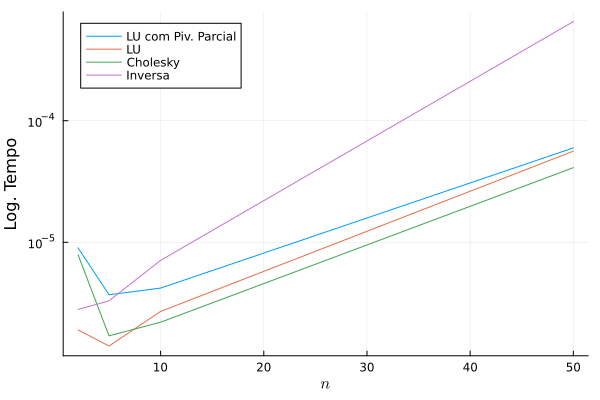 LU com Piv. Parcial
LU
Cholesky
Inversa
10⁻⁴
10⁻⁵
Log. Tempo
10 20 30 40 50
n